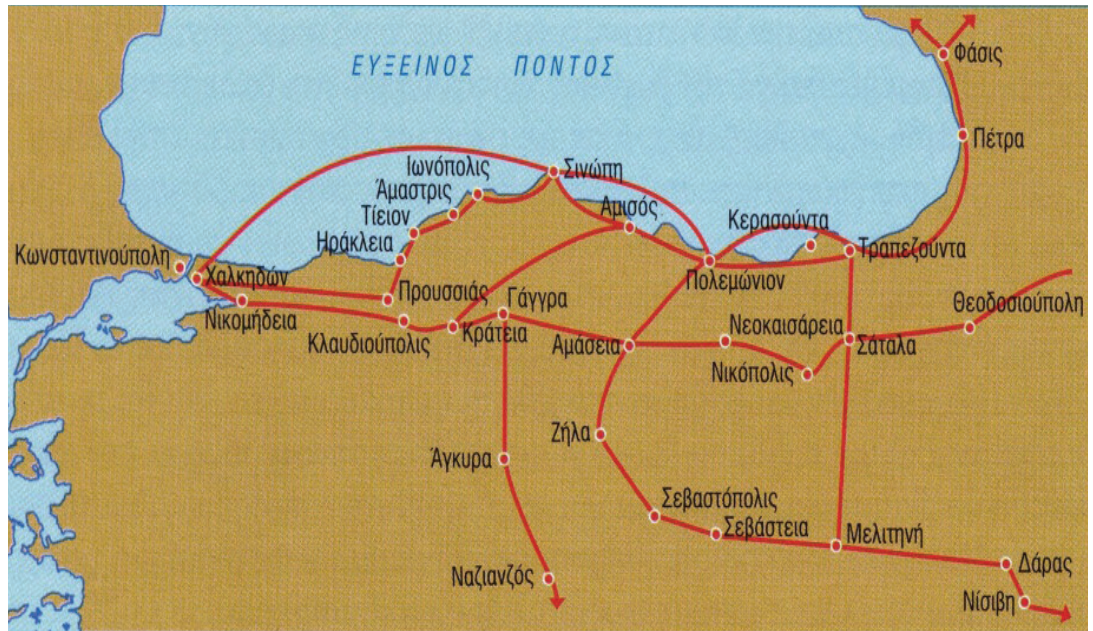 ΕΥΞΕΙΝΟΣ ΠΟΝΤΟΣ
Φάσις
Πέτρα
Ιωνόπολις
Σινώπη
Άμαστρις
Τίειον
Αμισός
Κερασούντα
Ηράκλεια
Κωνσταντινούπολη
Τραπεζούντα
Χαλκηδών
Πολεμώνιον
Προυσσιάς
Γάγγρα
Θεοδοσιούπολη
Νικομήδεια
Κλαυδιούπολις
Κράτεια
Νεοκαισάρεια
Αμάσεια
Σάταλα
Νικόπολις
Ζήλα
Άγκυρα
Σεβαστόπολις
Σεβάστεια
Μελιτηνή
Δάρας
Ναζιανζός
Νίσιβη